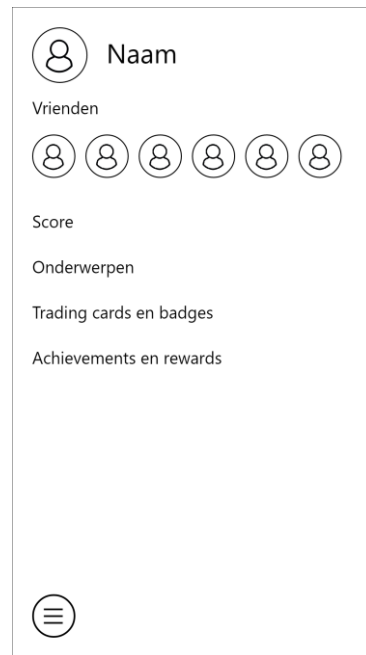 Naam
Vrienden
Score
Onderwerpen
Trading cards en badges
Achievements en rewards